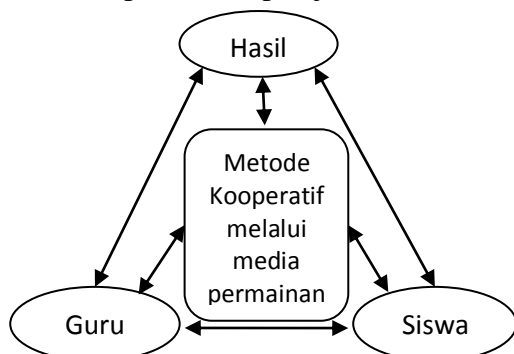 Hasil
Metode
Kooperatif
melalui
media
permainan
Guru
Siswa